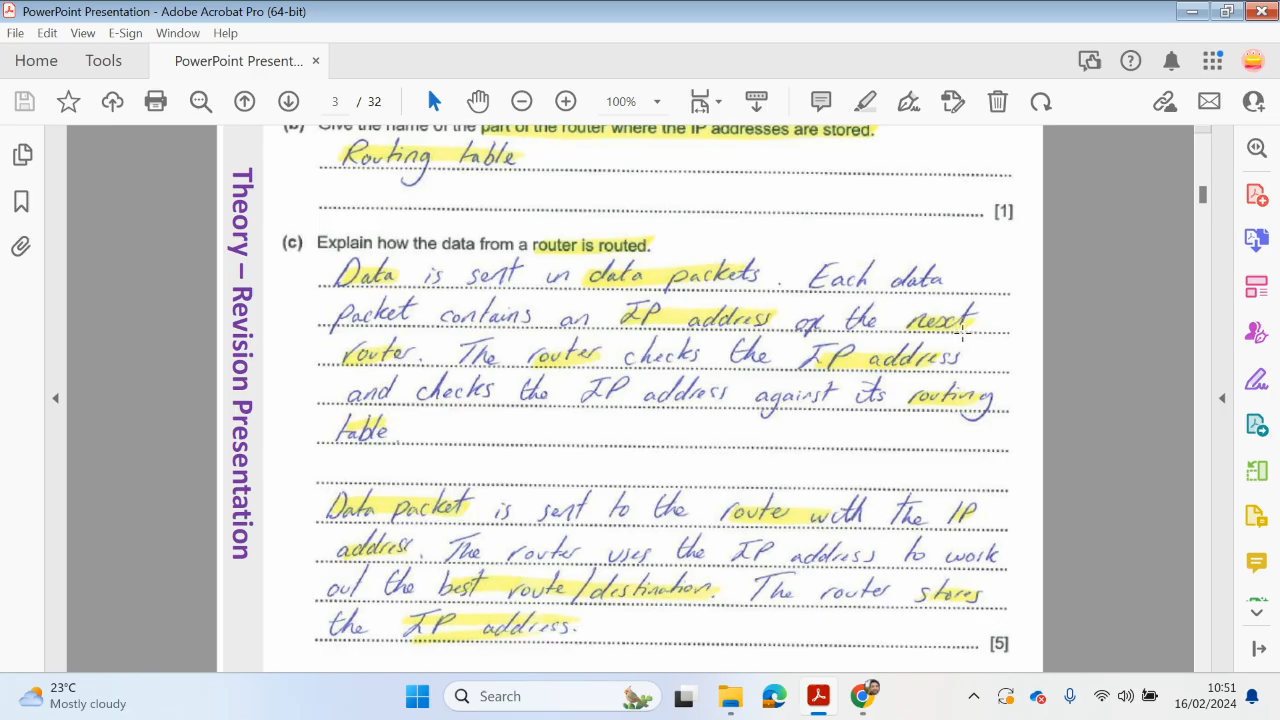 PowerPoint Presentation - Adobe Acrobat Pro (64-bit)
File Edit View E-Sign Window Help
Home Tools PowerPoint Present... ×
3 / 32 100%
(b) Give the name of the part of the router where the IP addresses are stored.
Routing table
[1]
(c) Explain how the data from a router is routed.
Data is sent in data packets. Each data
packet contains an IP address of the next
router. The router checks the IP address
and checks the IP address against its routing
table.
Data packet is sent to the route with the IP
address. The router uses the IP address to work
out the best route/destination. The router stores
the IP address.
[5]
Theory – Revision Presentation
23°C
Mostly cloudy
Search
10:51
16/02/2024